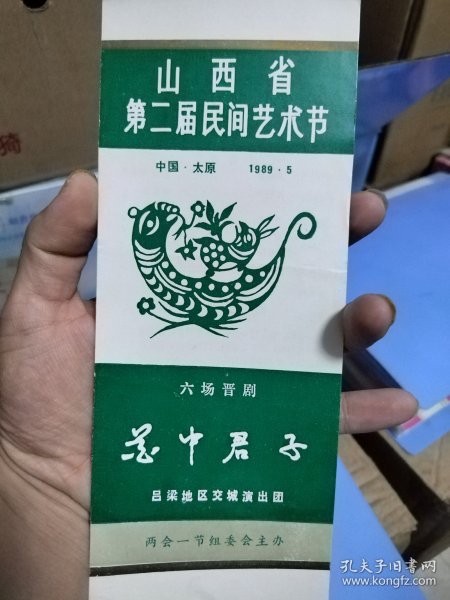 山西省
第二届民间艺术节
中国·太原 1989·5
六场晋剧
花中君子
吕梁地区交城演出团
两会一节组委会主办
孔夫子旧书网
www.kongfz.com